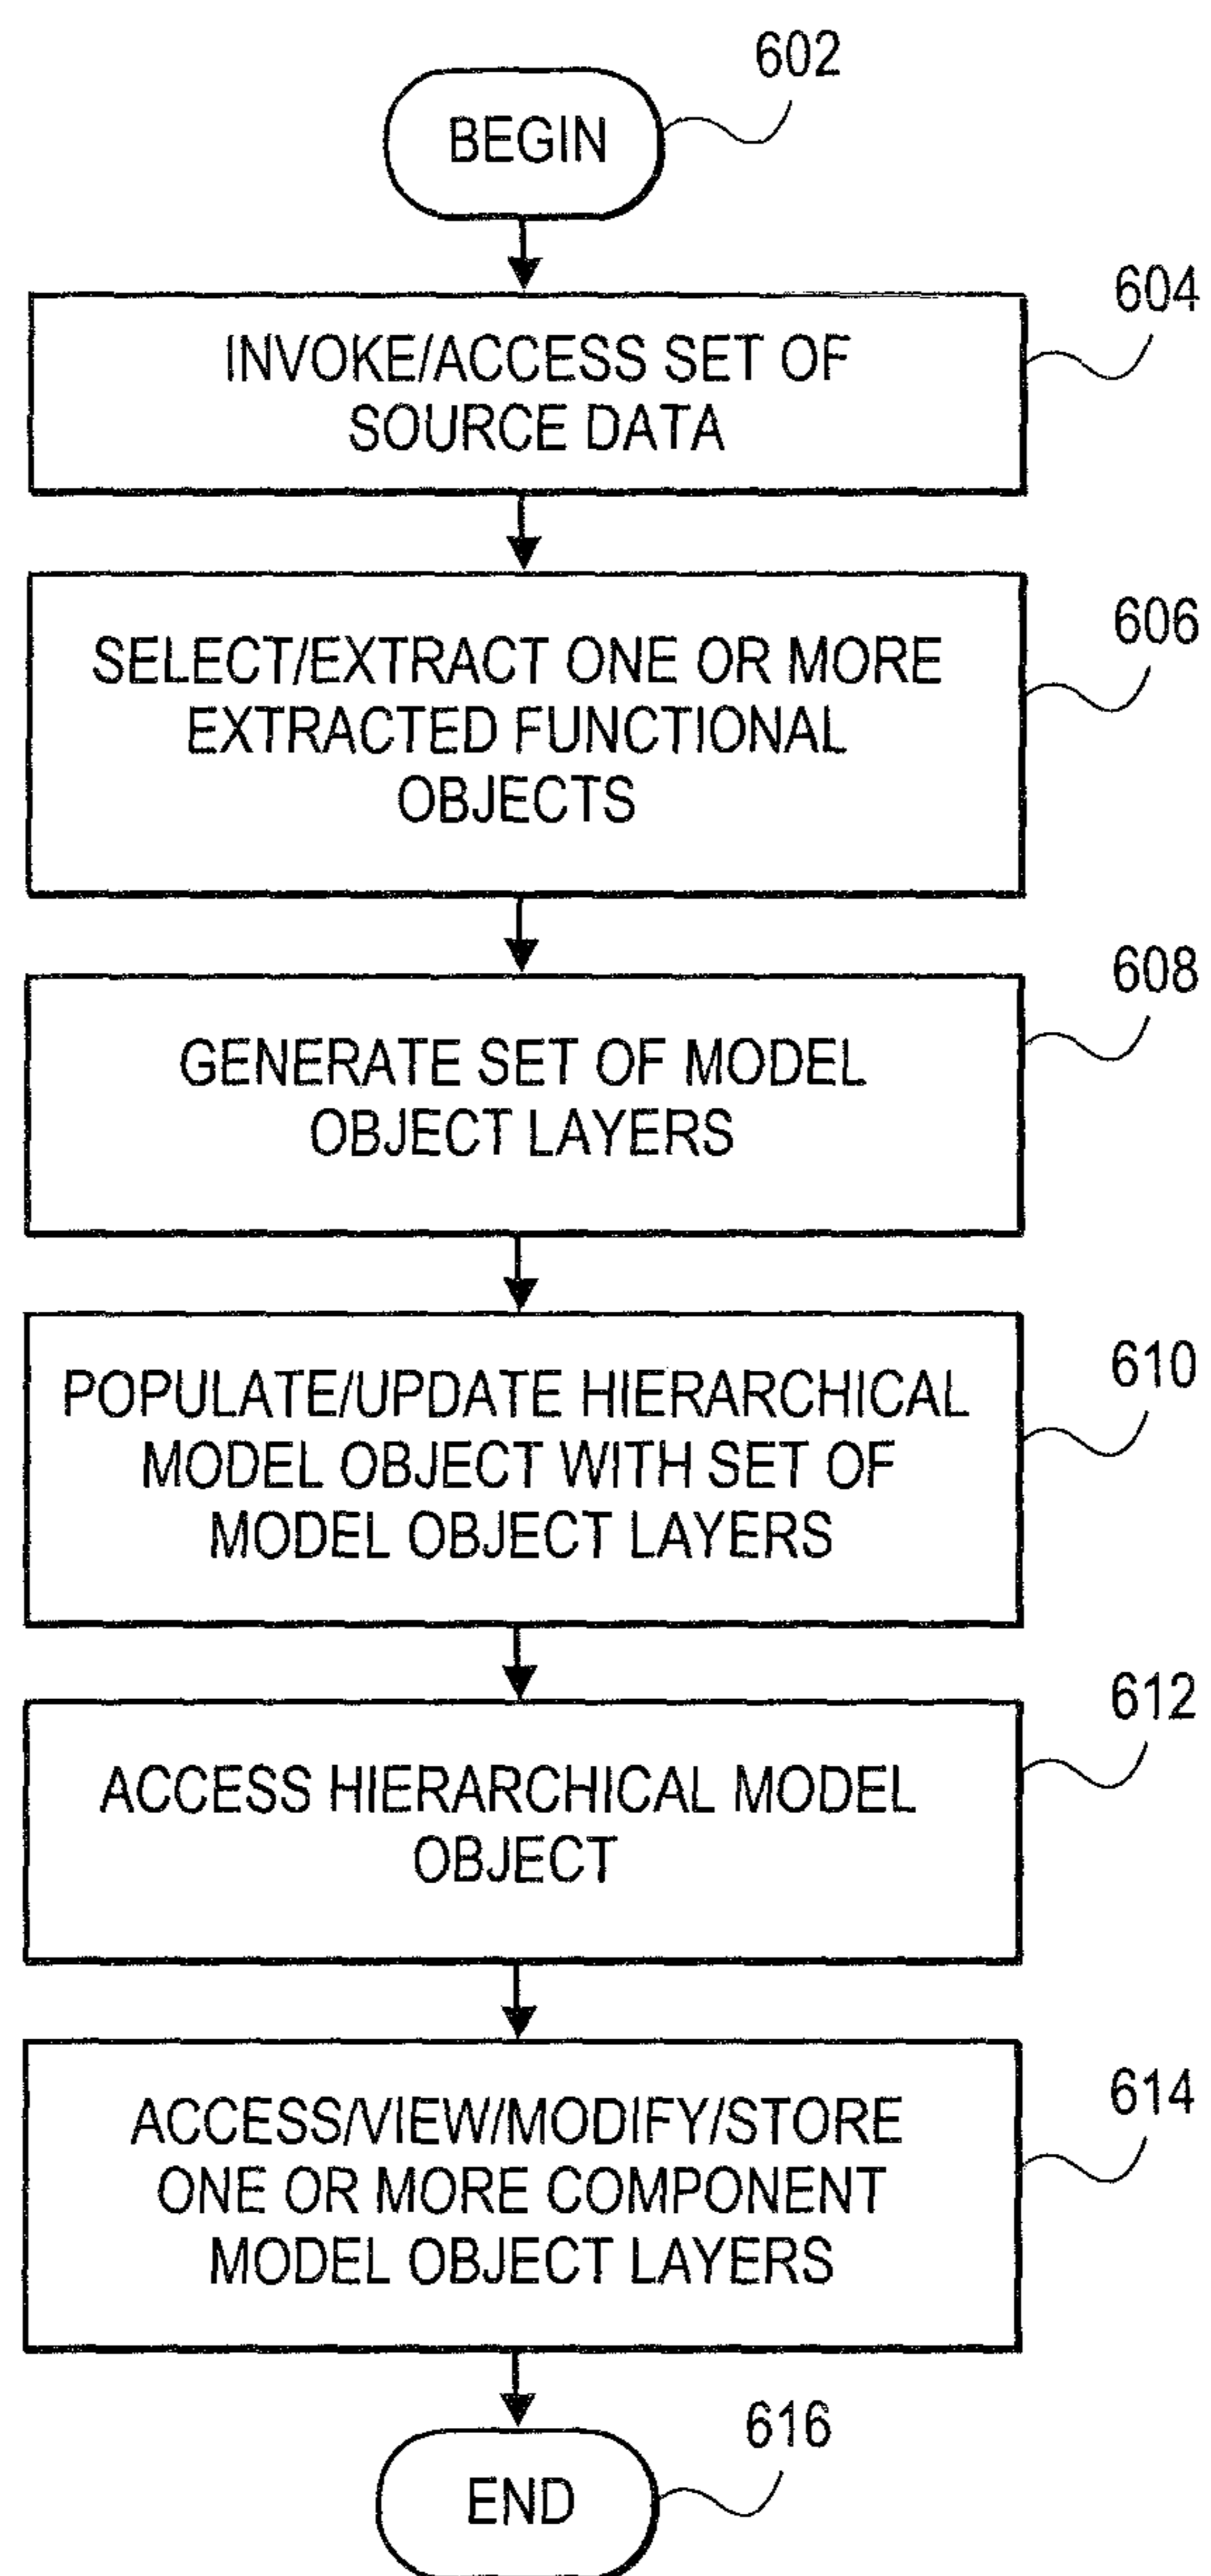 602
BEGIN
604
INVOKE/ACCESS SET OF
SOURCE DATA
606
SELECT/EXTRACT ONE OR MORE
EXTRACTED FUNCTIONAL
OBJECTS
608
GENERATE SET OF MODEL
OBJECT LAYERS
610
POPULATE/UPDATE HIERARCHICAL
MODEL OBJECT WITH SET OF
MODEL OBJECT LAYERS
612
ACCESS HIERARCHICAL MODEL
OBJECT
614
ACCESS/VIEW/MODIFY/STORE
ONE OR MORE COMPONENT
MODEL OBJECT LAYERS
616
END